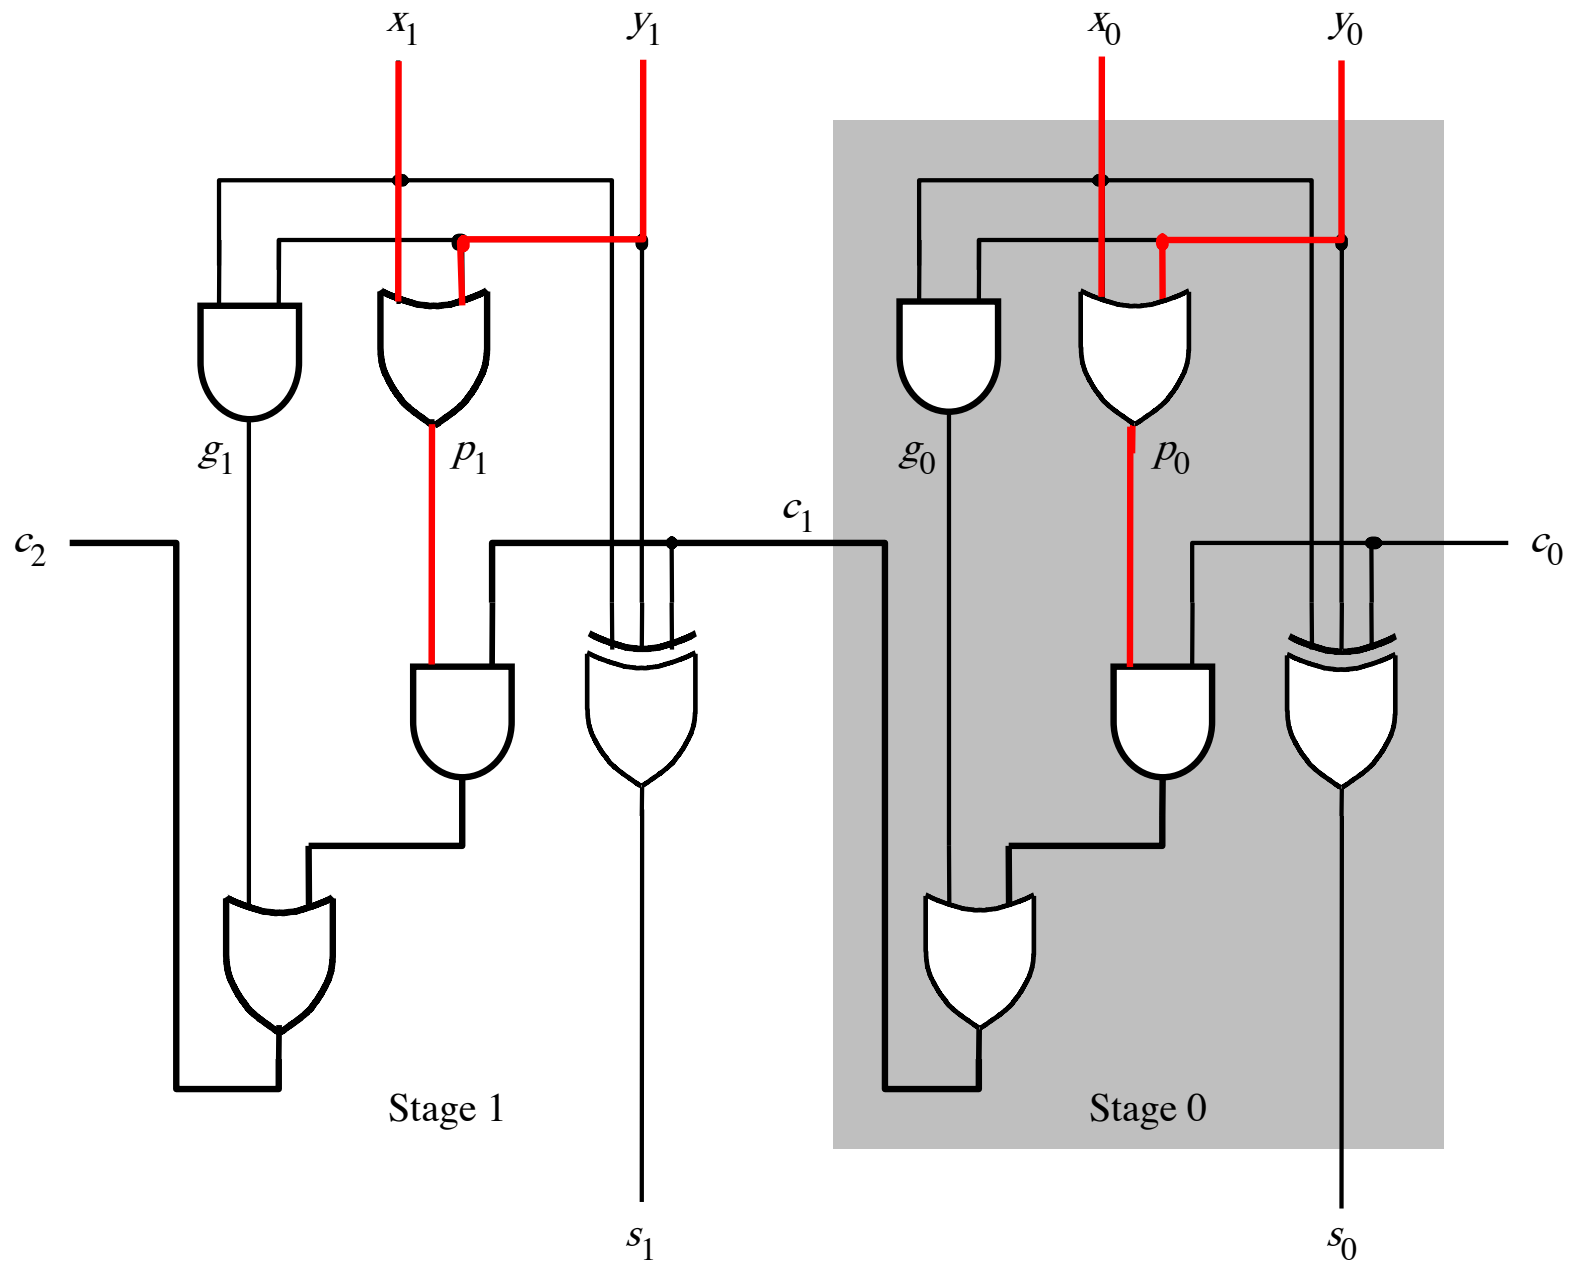 x₁ y₁ x₀ y₀
g₁ p₁ g₀ p₀
c₂ c₁ c₀
Stage 1 Stage 0
s₁ s₀